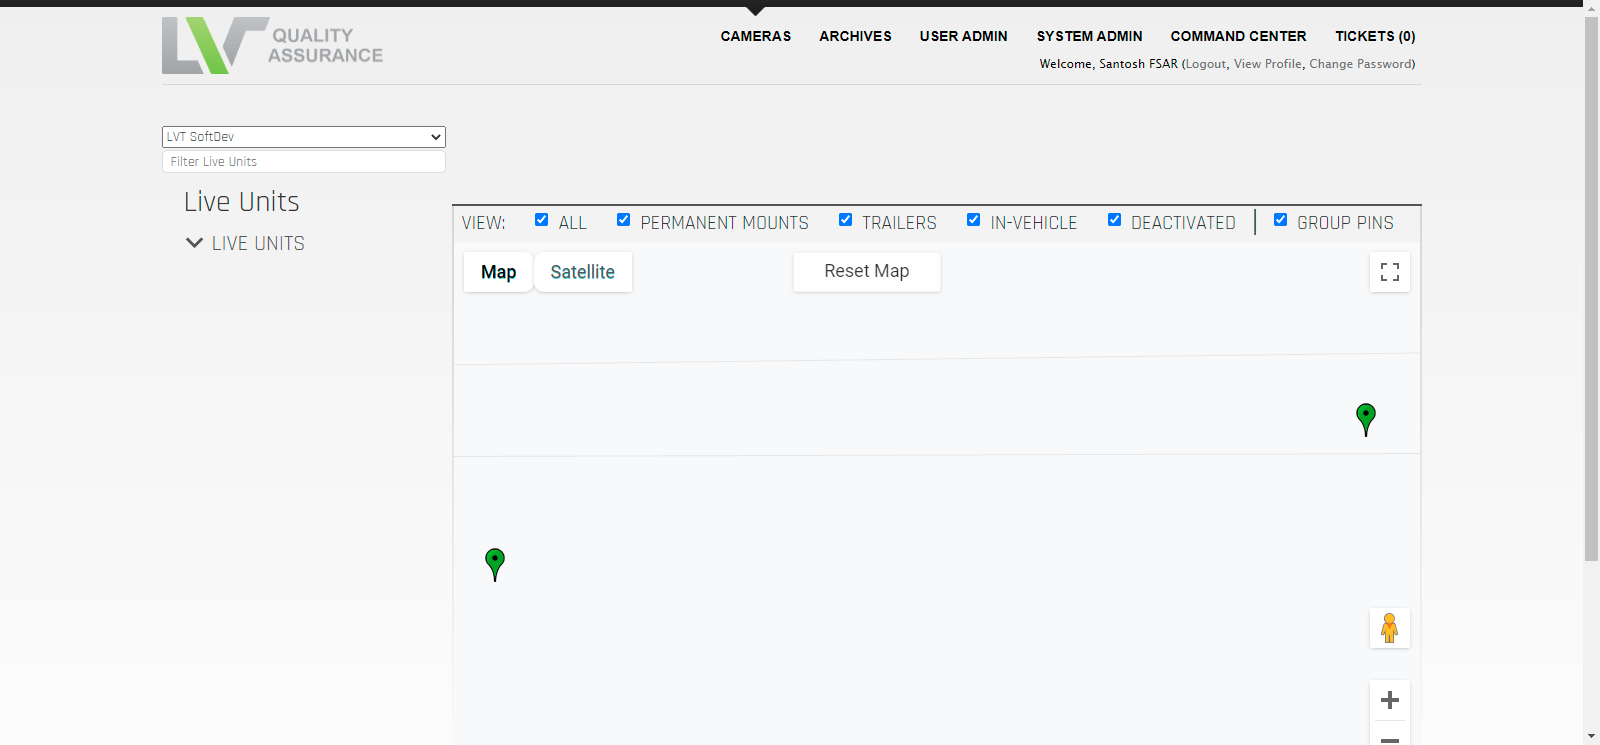 LVT QUALITY ASSURANCE
CAMERAS ARCHIVES USER ADMIN SYSTEM ADMIN COMMAND CENTER TICKETS (0)
Welcome, Santosh FSAR (Logout, View Profile, Change Password)
LVT SoftDev
Filter Live Units
Live Units
LIVE UNITS
VIEW: ALL PERMANENT MOUNTS TRAILERS IN-VEHICLE DEACTIVATED GROUP PINS
Map Satellite Reset Map